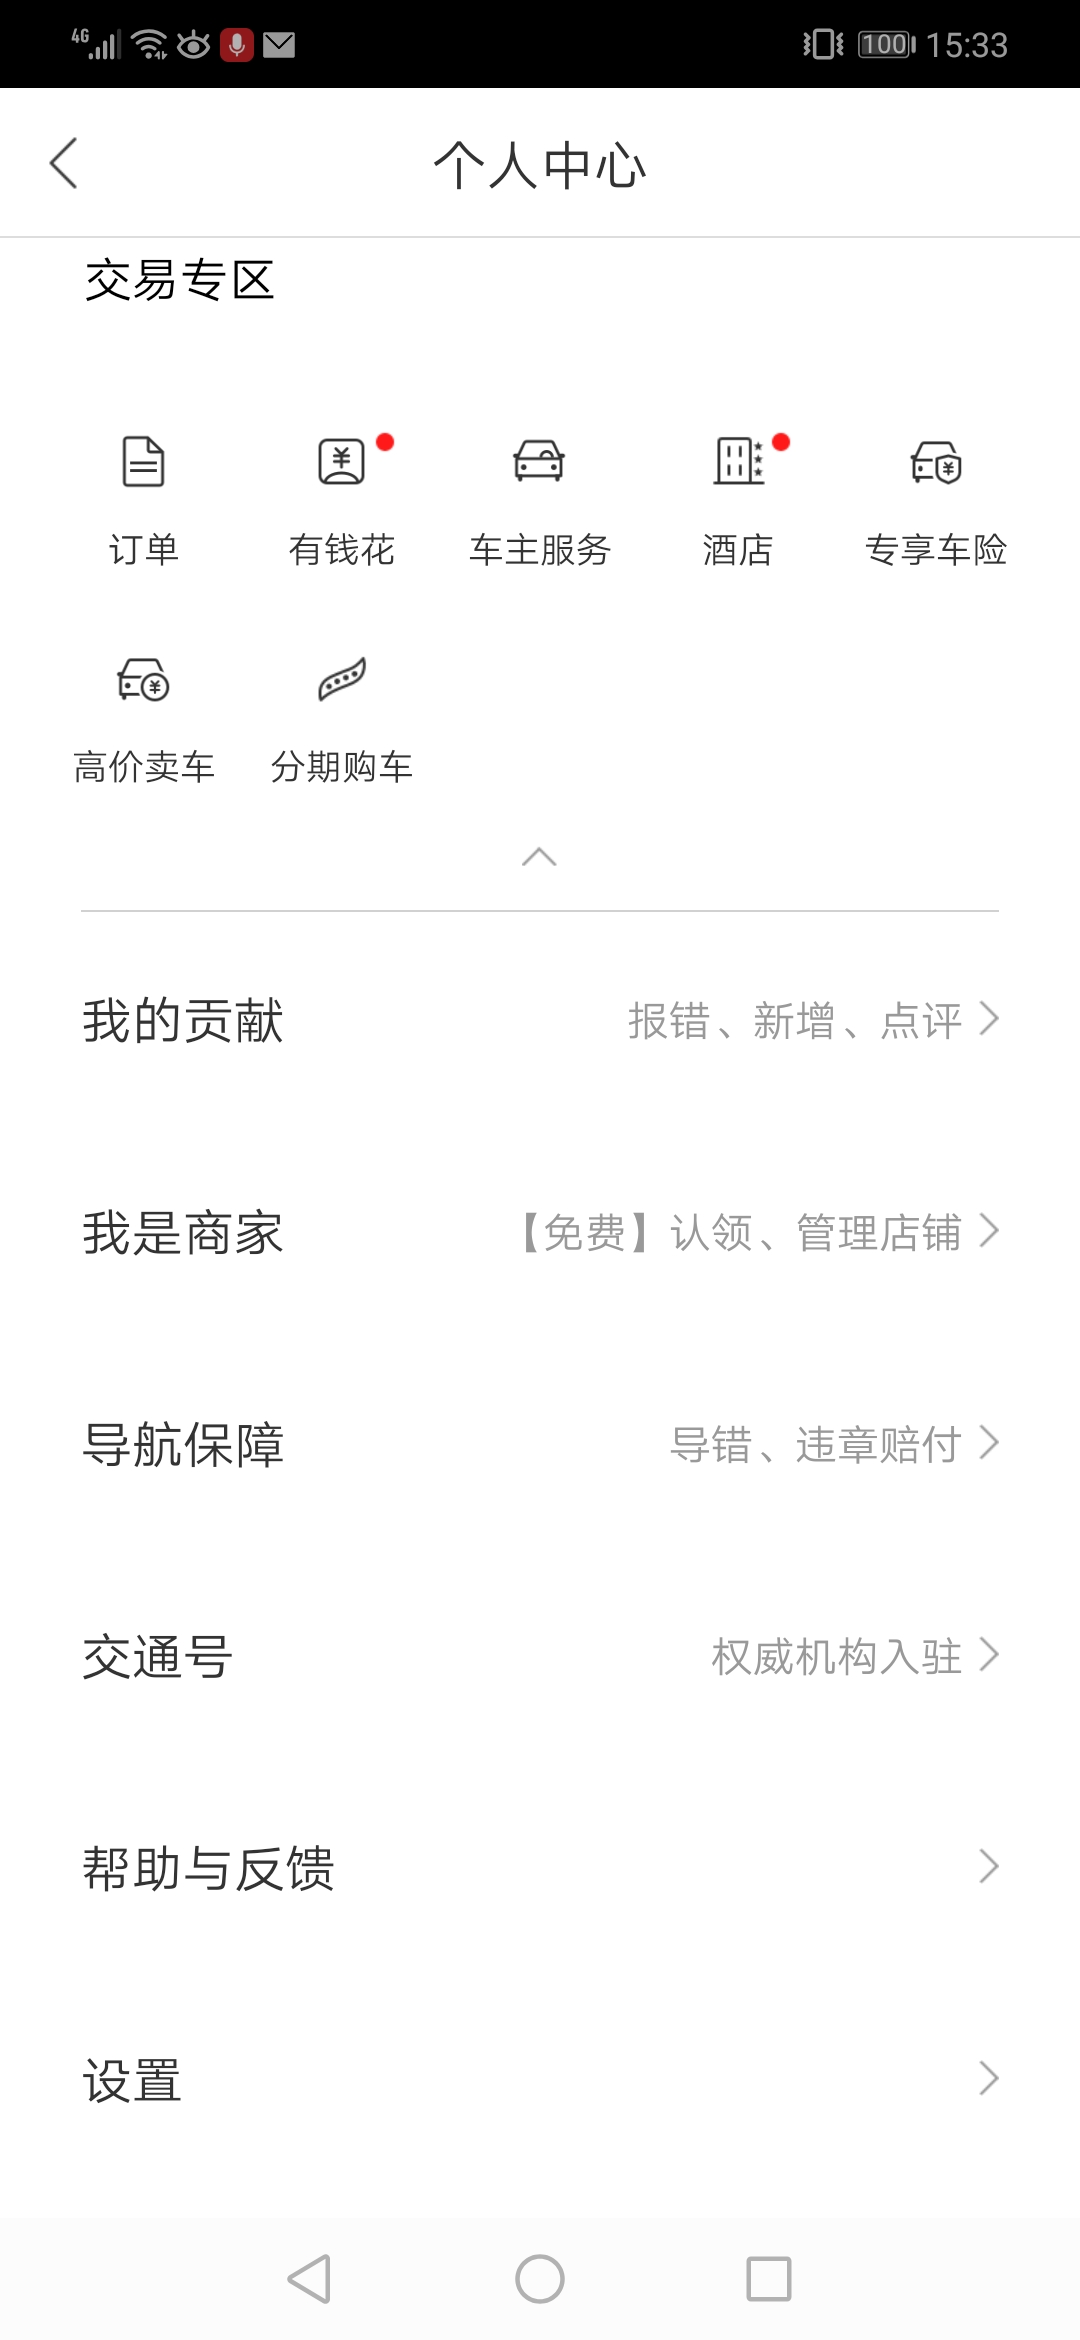 4G 100 15:33
个人中心
交易专区
订单 有钱花 车主服务 酒店 专享车险
高价卖车 分期购车
我的贡献 报错、新增、点评
我是商家 【免费】认领、管理店铺
导航保障 导错、违章赔付
交通号 权威机构入驻
帮助与反馈
设置